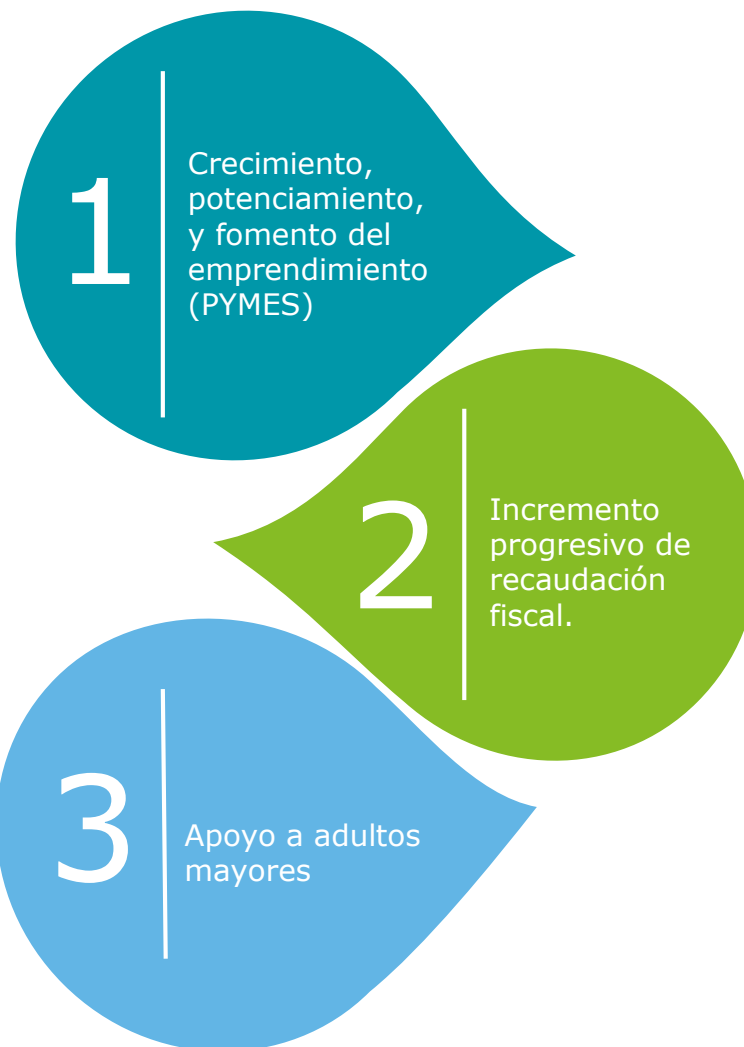 1
Crecimiento,
potenciamiento,
y fomento del
emprendimiento
(PYMES)
2
Incremento
progresivo de
recaudación
fiscal.
3
Apoyo a adultos
mayores